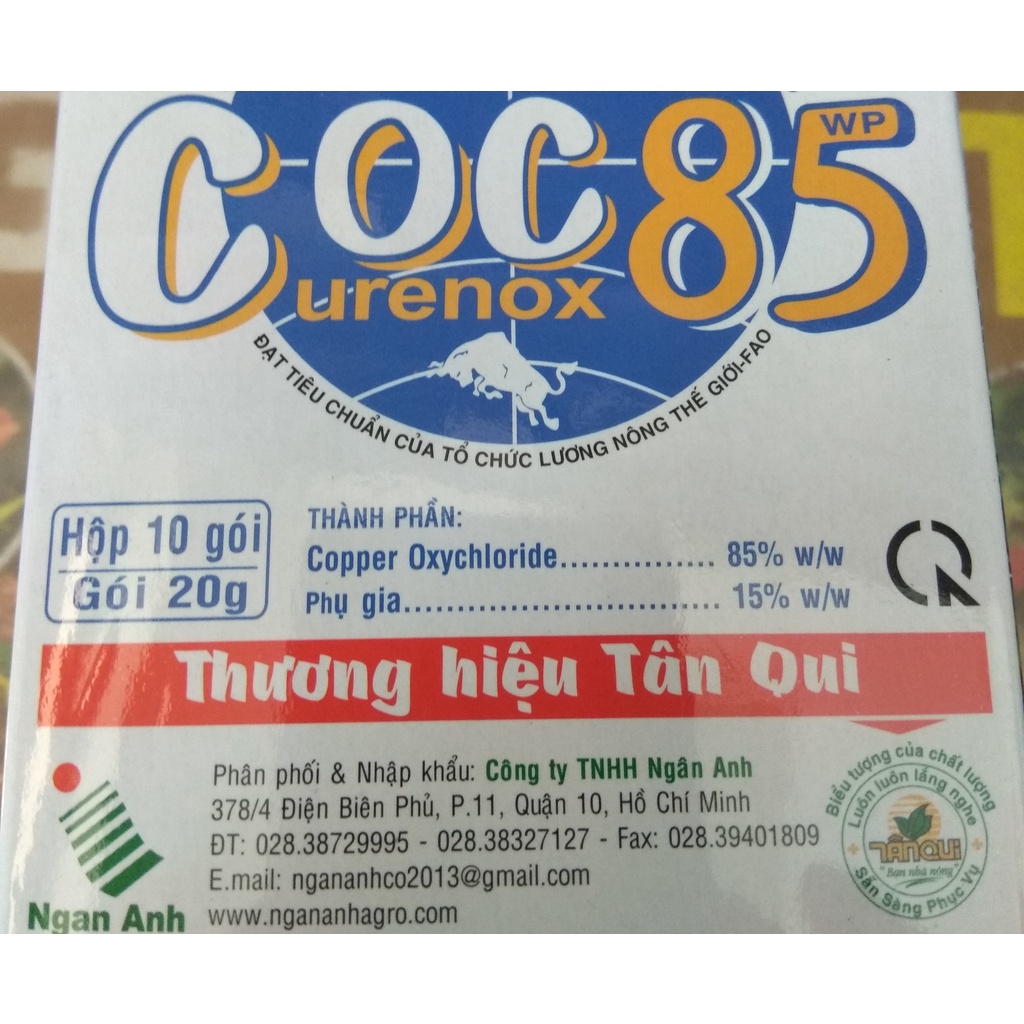 COC 85 WP
urenox
ĐẠT TIÊU CHUẨN CỦA TỔ CHỨC LƯƠNG NÔNG THẾ GIỚI-FAO
Hộp 10 gói
Gói 20g
THÀNH PHẦN:
Copper Oxychloride............... 85% w/w
Phụ gia............................... 15% w/w
Thương hiệu Tân Qui
Phân phối & Nhập khẩu: Công ty TNHH Ngân Anh
378/4 Điện Biên Phủ, P.11, Quận 10, Hồ Chí Minh
ĐT: 028.38729995 - 028.38327127 - Fax: 028.39401809
E.mail: ngananhco2013@gmail.com
www.ngananhagro.com
Ngan Anh
Biểu tượng của chất lượng
Luôn luôn lắng nghe
TÂN QUI
"Bạn nhà nông"
Sẵn Sàng Phục Vụ